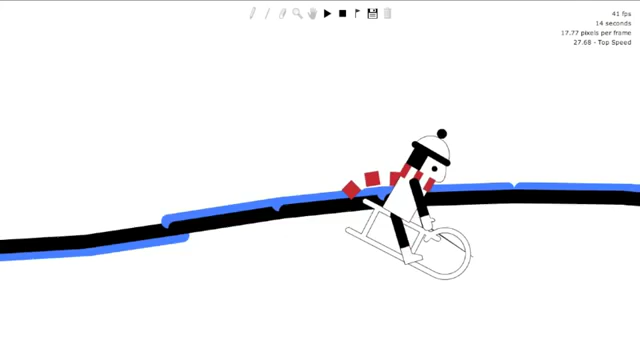 41 fps
14 seconds
17.77 pixels per frame
27.68 - Top Speed